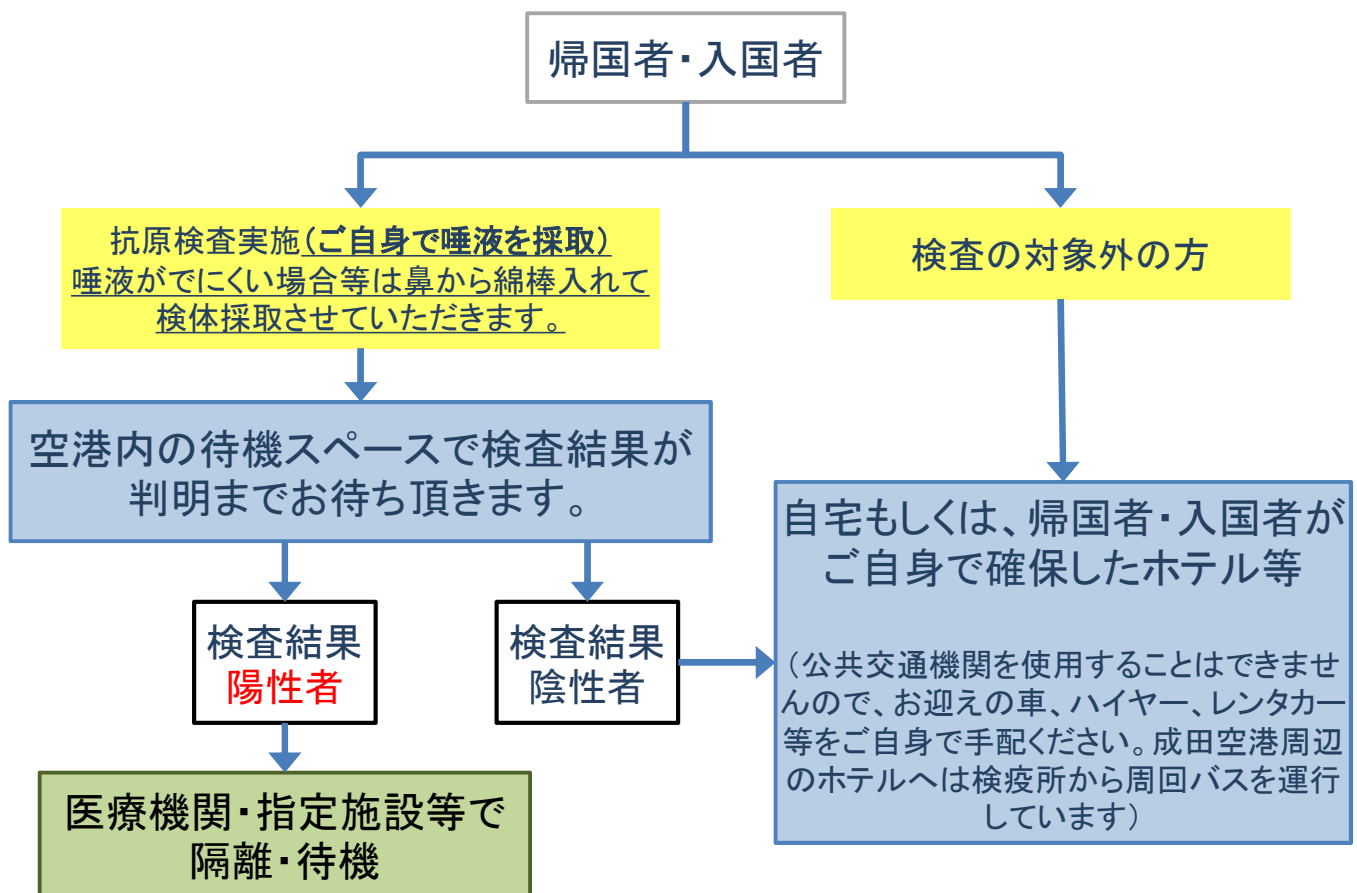 帰国者・入国者
抗原検査実施(ご自身で唾液を採取)
唾液がでにくい場合等は鼻から綿棒入れて
検体採取させていただきます。
検査の対象外の方
空港内の待機スペースで検査結果が
判明までお待ち頂きます。
検査結果
陽性者
検査結果
陰性者
自宅もしくは、帰国者・入国者が
ご自身で確保したホテル等
(公共交通機関を使用することはできませ
んので、お迎えの車、ハイヤー、レンタカー
等をご自身で手配ください。成田空港周辺
のホテルへは検疫所から周回バスを運行
しています)
医療機関・指定施設等で
隔離・待機